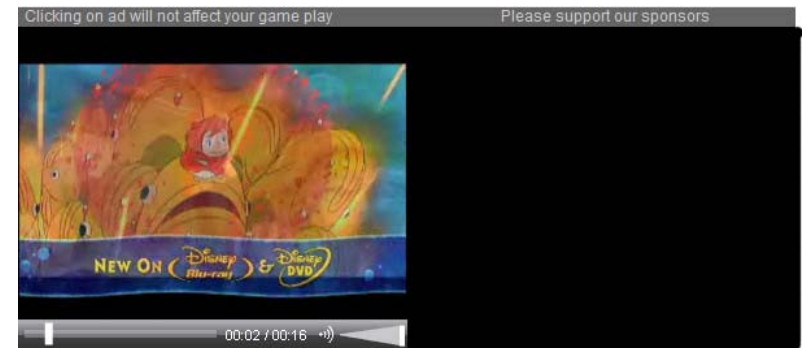 Clicking on ad will not affect your game play Please support our sponsors
NEW ON (DISNEY Blu-ray) & DISNEY DVD
00:02 / 00:16